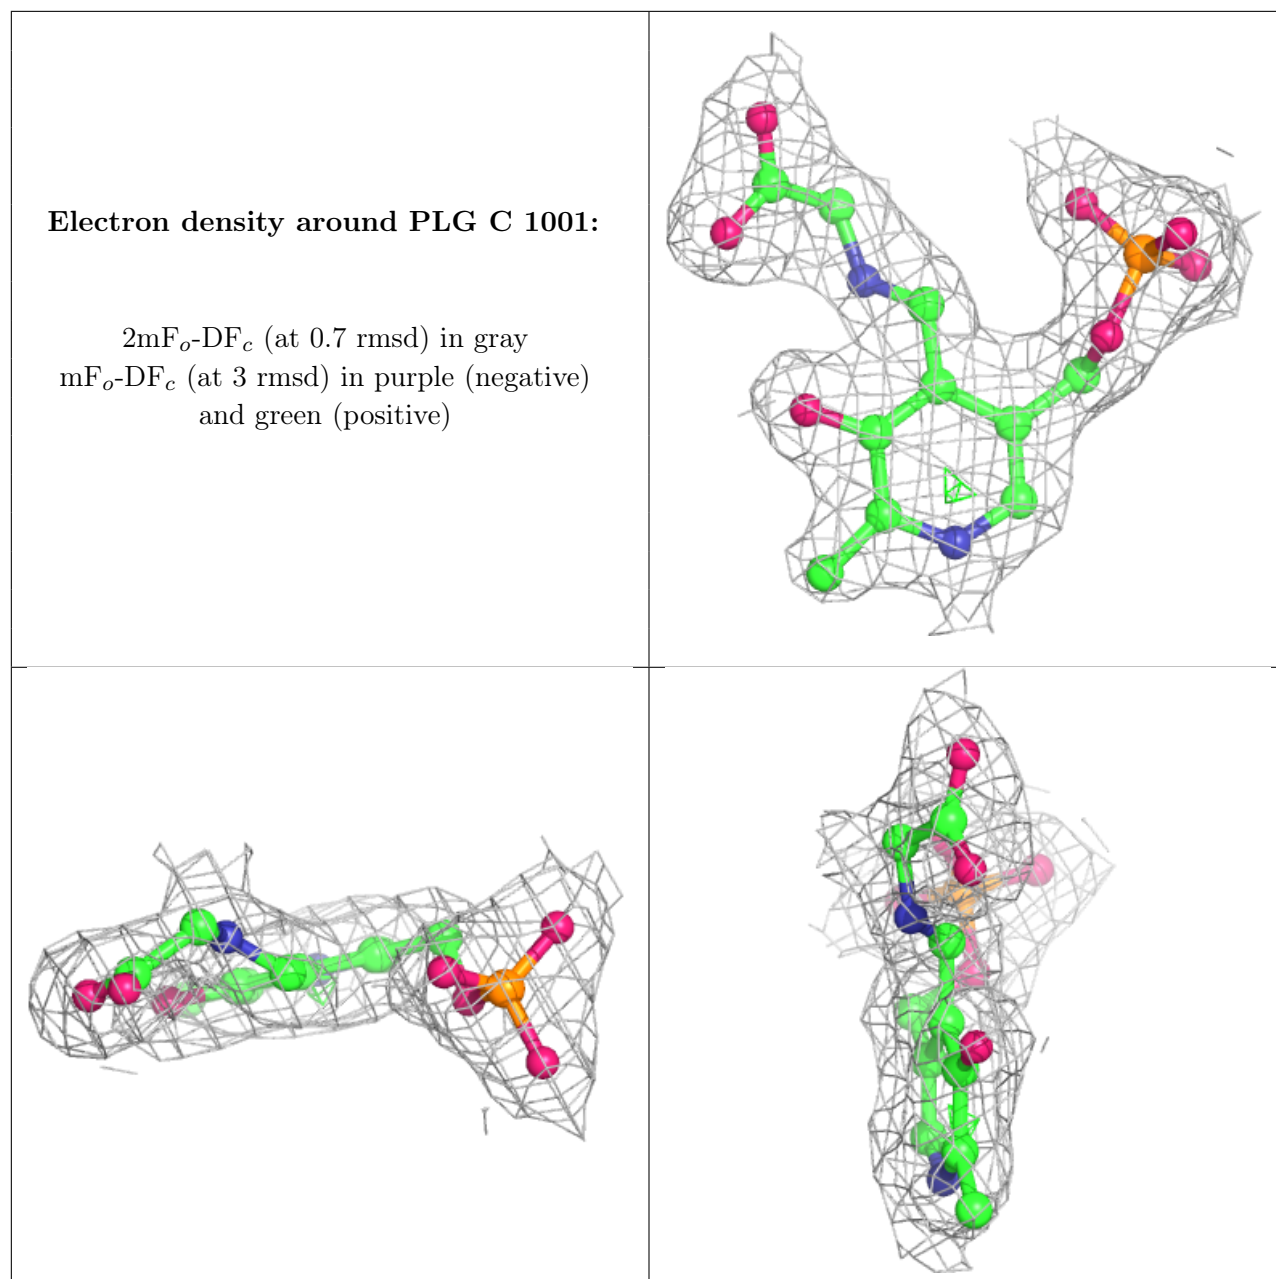 Electron density around PLG C 1001:
2mFo-DFc (at 0.7 rmsd) in gray
mFo-DFc (at 3 rmsd) in purple (negative)
and green (positive)